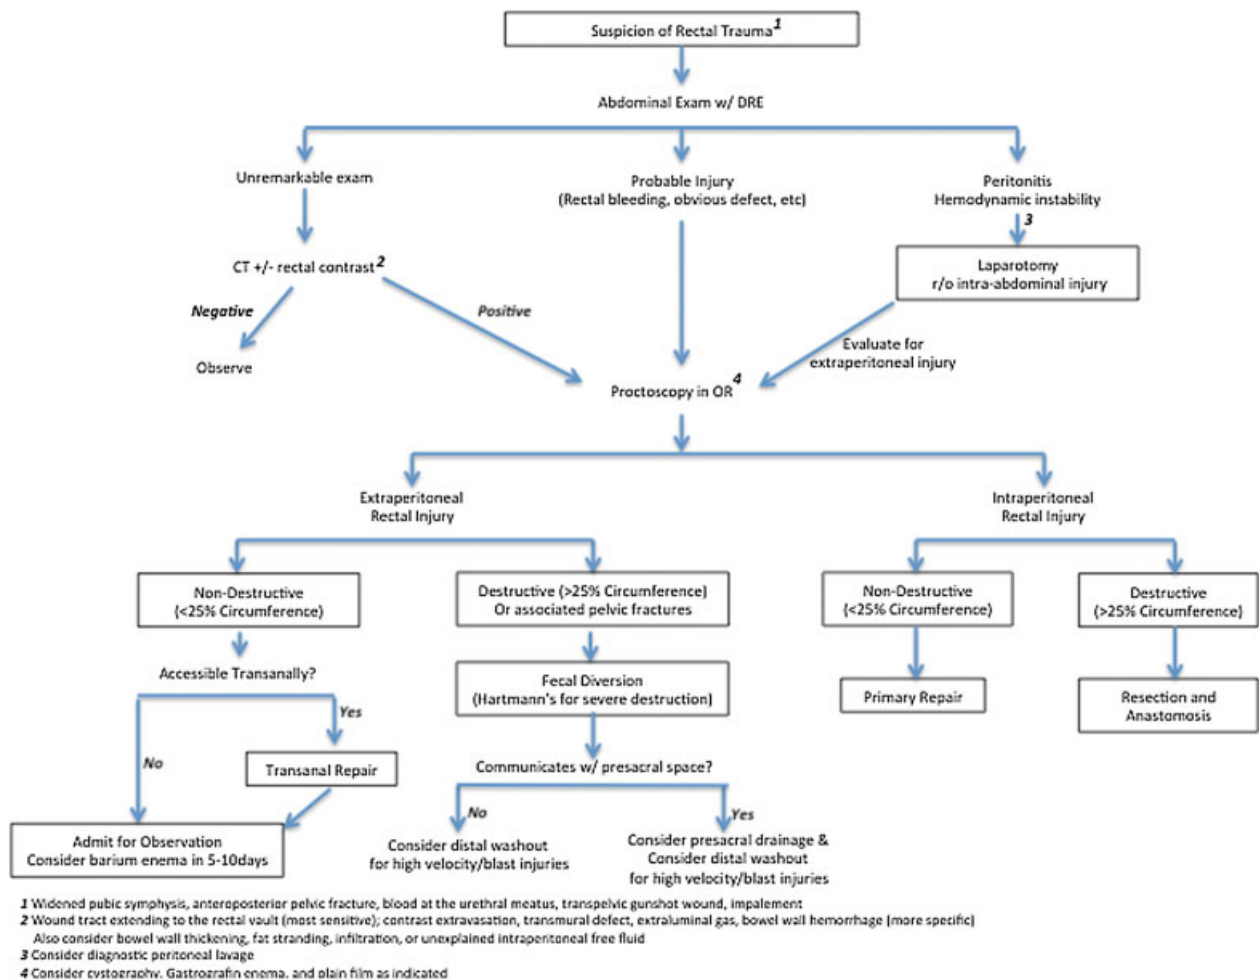 Suspicion of Rectal Trauma1
Abdominal Exam w/ DRE
Unremarkable exam
Probable Injury
(Rectal bleeding, obvious defect, etc)
Peritonitis
Hemodynamic instability
3
CT +/- rectal contrast2
Laparotomy
r/o intra-abdominal injury
Negative
Positive
Evaluate for
extraperitoneal injury
Observe
Proctoscopy in OR4
Extraperitoneal
Rectal Injury
Intraperitoneal
Rectal Injury
Non-Destructive
(<25% Circumference)
Destructive (>25% Circumference)
Or associated pelvic fractures
Non-Destructive
(<25% Circumference)
Destructive
(>25% Circumference)
Accessible Transanally?
Fecal Diversion
(Hartmann's for severe destruction)
Primary Repair
Resection and
Anastomosis
Yes
No
Transanal Repair
Communicates w/ presacral space?
No
Yes
Admit for Observation
Consider barium enema in 5-10days
Consider distal washout
for high velocity/blast injuries
Consider presacral drainage &
Consider distal washout
for high velocity/blast injuries
1 Widened pubic symphysis, anteroposterior pelvic fracture, blood at the urethral meatus, transpelvic gunshot wound, impalement
2 Wound tract extending to the rectal vault (most sensitive); contrast extravasation, transmural defect, extraluminal gas, bowel wall hemorrhage (more specific)
Also consider bowel wall thickening, fat stranding, infiltration, or unexplained intraperitoneal free fluid
3 Consider diagnostic peritoneal lavage
4 Consider cystography, Gastrografin enema, and plain film as indicated